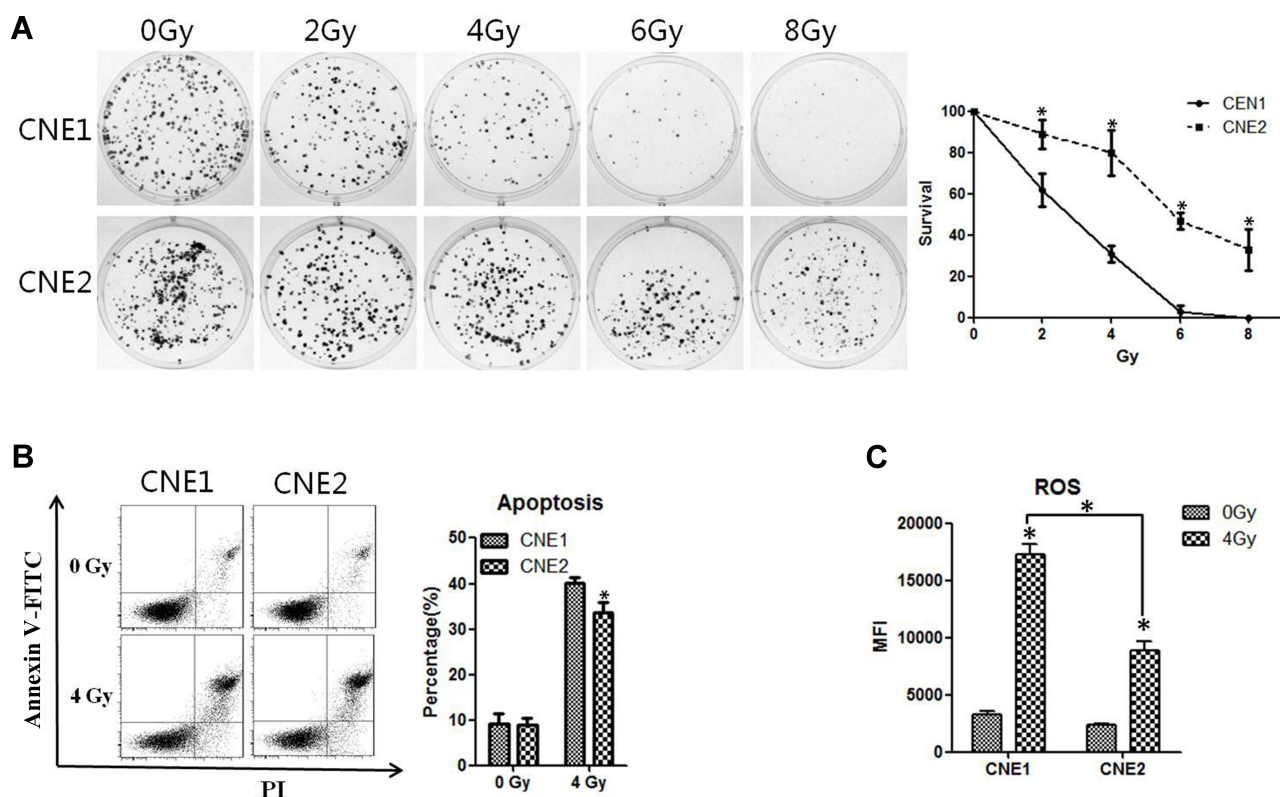 A
0Gy 2Gy 4Gy 6Gy 8Gy
CNE1
CNE2
CEN1
CNE2
100
80
60
40
20
0
Survival
* * * *
0 2 4 6 8
Gy
B
CNE1 CNE2
0 Gy
4 Gy
Annexin V-FITC
PI
Apoptosis
CNE1
CNE2
50
40
30
20
10
0
Percentage(%)
*
0 Gy 4 Gy
C
ROS
0Gy
4Gy
20000
15000
10000
5000
0
MFI
*
* *
CNE1 CNE2